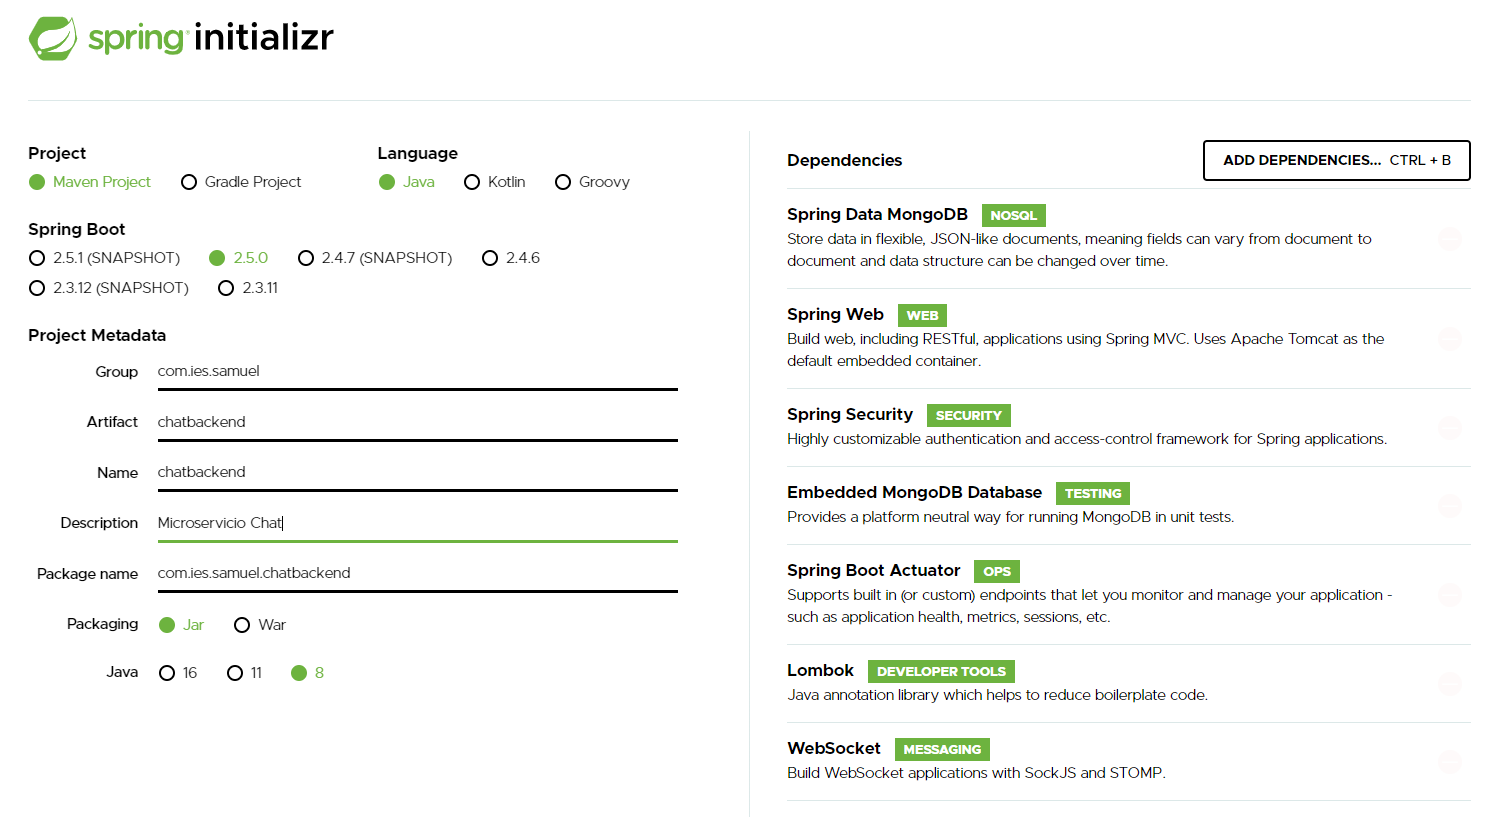 spring initializr
Project
Maven Project Gradle Project
Language
Java Kotlin Groovy
Spring Boot
2.5.1 (SNAPSHOT) 2.5.0 2.4.7 (SNAPSHOT) 2.4.6
2.3.12 (SNAPSHOT) 2.3.11
Project Metadata
Group com.ies.samuel
Artifact chatbackend
Name chatbackend
Description Microservicio Chat
Package name com.ies.samuel.chatbackend
Packaging Jar War
Java 16 11 8
Dependencies
ADD DEPENDENCIES... CTRL + B
Spring Data MongoDB NOSQL
Store data in flexible, JSON-like documents, meaning fields can vary from document to
document and data structure can be changed over time.
Spring Web WEB
Build web, including RESTful, applications using Spring MVC. Uses Apache Tomcat as the
default embedded container.
Spring Security SECURITY
Highly customizable authentication and access-control framework for Spring applications.
Embedded MongoDB Database TESTING
Provides a platform neutral way for running MongoDB in unit tests.
Spring Boot Actuator OPS
Supports built in (or custom) endpoints that let you monitor and manage your application -
such as application health, metrics, sessions, etc.
Lombok DEVELOPER TOOLS
Java annotation library which helps to reduce boilerplate code.
WebSocket MESSAGING
Build WebSocket applications with SockJS and STOMP.